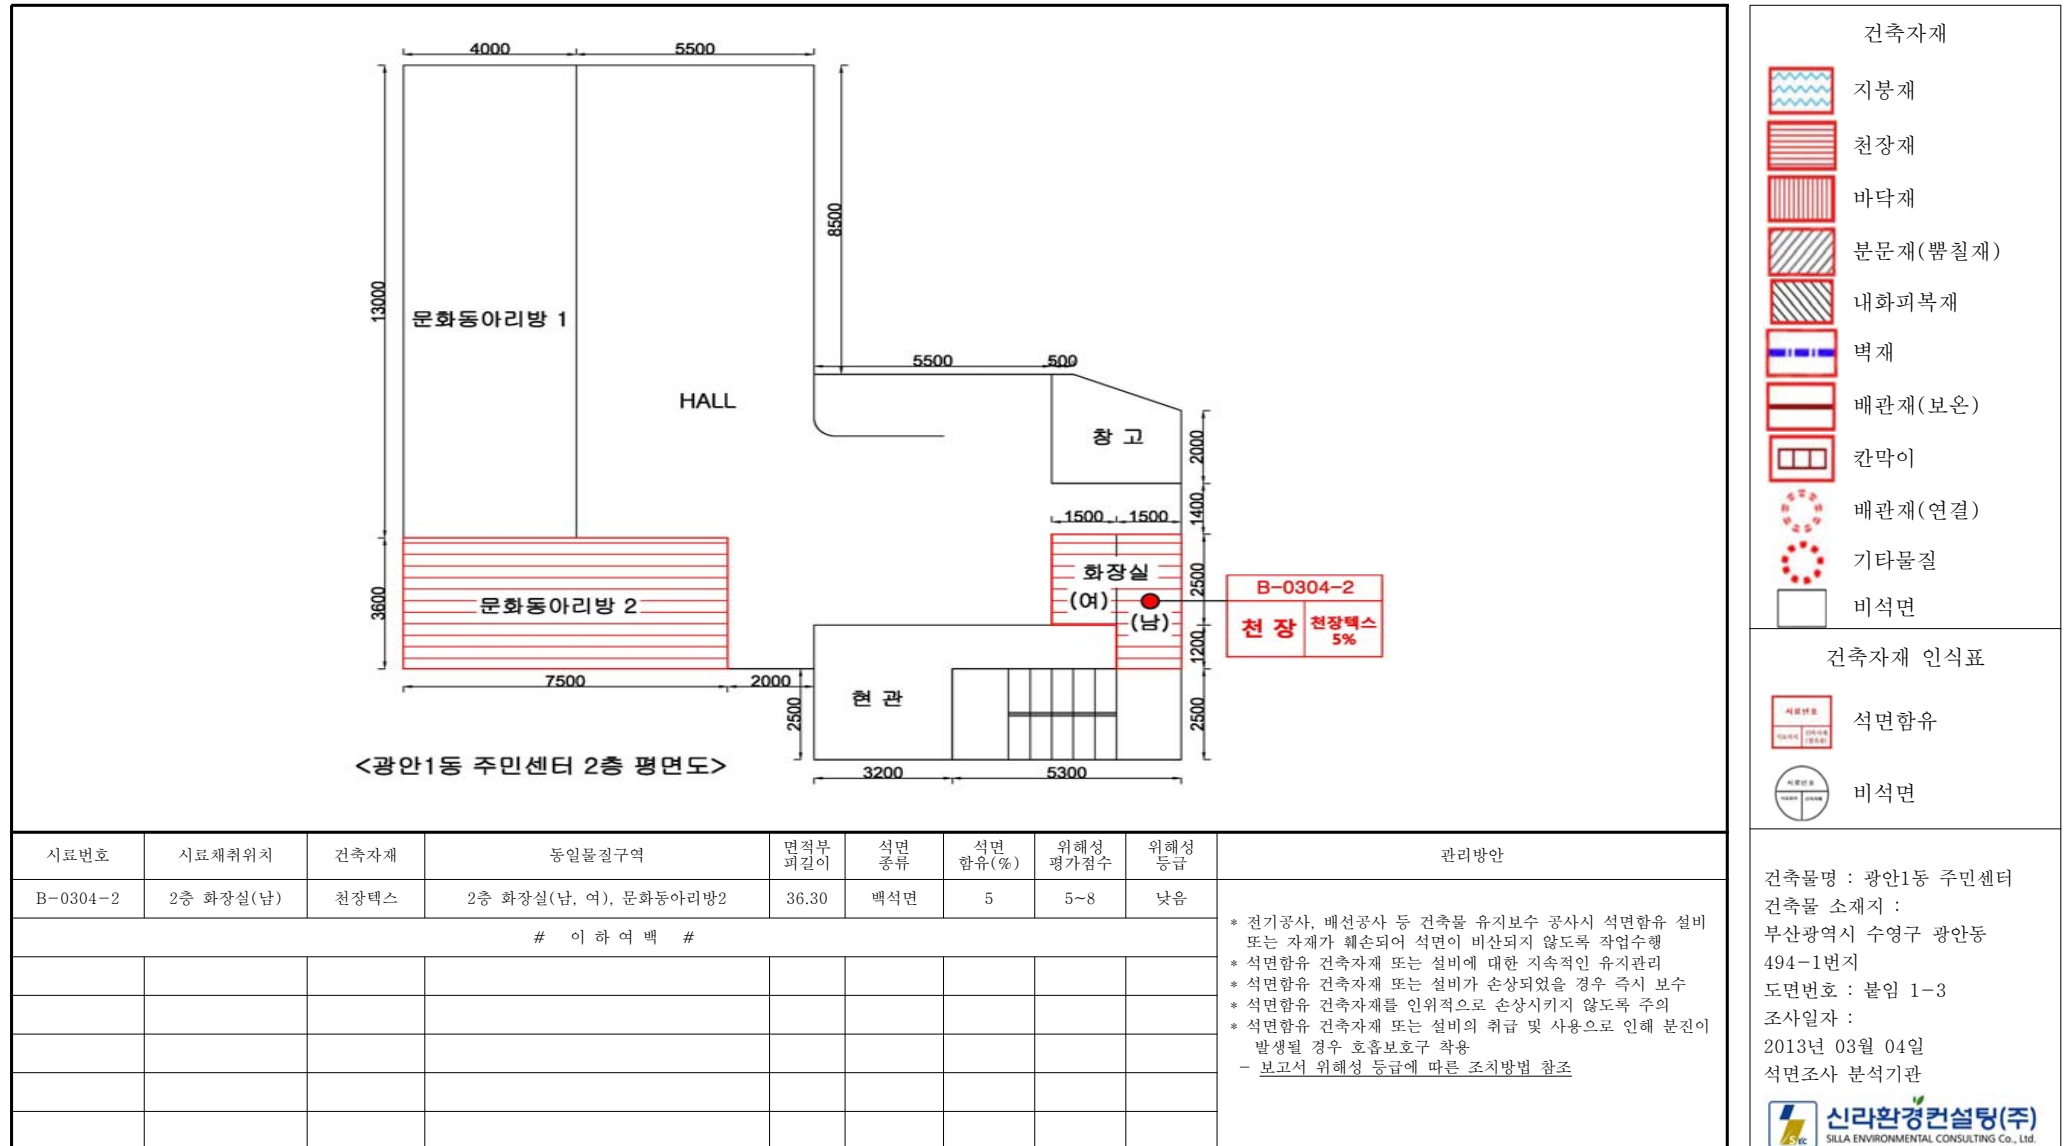 4000
5500
13000
8500
문화동아리방 1
HALL
5500
500
창 고
2000
1400
1500
1500
3600
문화동아리방 2
화장실
(여)
(남)
2500
1200
B-0304-2
천 장
천장텍스
5%
7500
2000
2500
현 관
2500
3200
5300
<광안1동 주민센터 2층 평면도>
시료번호
시료채취위치
건축자재
동일물질구역
면적부
피길이
석면
종류
석면
함유(%)
위해성
평가점수
위해성
등급
관리방안
B-0304-2
2층 화장실(남)
천장텍스
2층 화장실(남, 여), 문화동아리방2
36.30
백석면
5
5~8
낮음
# 이 하 여 백 #
* 전기공사, 배선공사 등 건축물 유지보수 공사시 석면함유 설비
또는 자재가 훼손되어 석면이 비산되지 않도록 작업수행
* 석면함유 건축자재 또는 설비에 대한 지속적인 유지관리
* 석면함유 건축자재 또는 설비가 손상되었을 경우 즉시 보수
* 석면함유 건축자재를 인위적으로 손상시키지 않도록 주의
* 석면함유 건축자재 또는 설비의 취급 및 사용으로 인해 분진이
발생될 경우 호흡보호구 착용
- 보고서 위해성 등급에 따른 조치방법 참조
건축자재
지붕재
천장재
바닥재
분문재(뿜칠재)
내화피복재
벽재
배관재(보온)
칸막이
배관재(연결)
기타물질
비석면
건축자재 인식표
시료번호
석면함유
시료번호
비석면
건축물명 : 광안1동 주민센터
건축물 소재지 :
부산광역시 수영구 광안동
494-1번지
도면번호 : 붙임 1-3
조사일자 :
2013년 03월 04일
석면조사 분석기관
SEC
신라환경컨설팅(주)
SILLA ENVIRONMENTAL CONSULTING Co., Ltd.